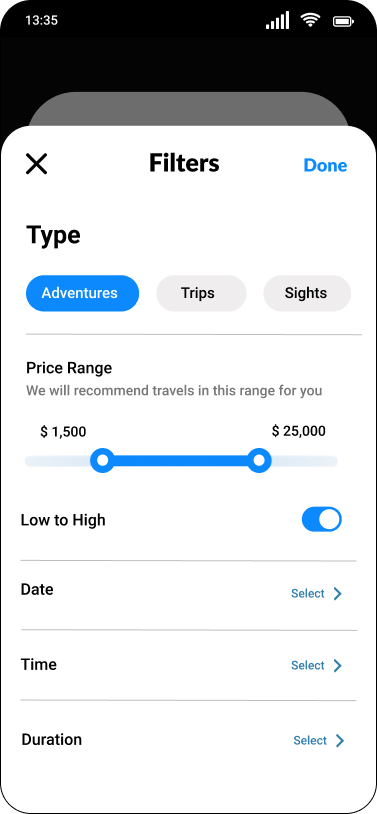 13:35
Filters
Done
Type
Adventures
Trips
Sights
Price Range
We will recommend travels in this range for you
$ 1,500
$ 25,000
Low to High
Date
Select
Time
Select
Duration
Select